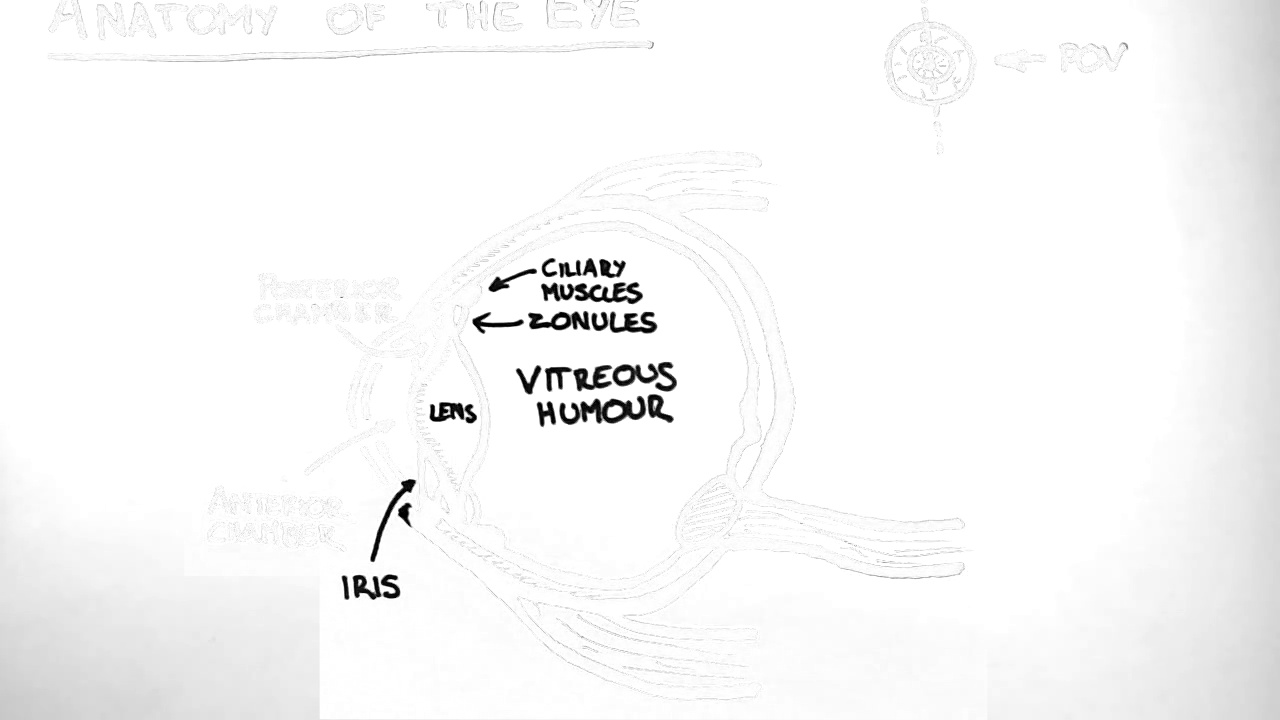 ANATOMY OF THE EYE
POV
CILIARY
MUSCLES
POSTERIOR
CHAMBER
ZONULES
VITREOUS
HUMOUR
LENS
ANTERIOR
CHAMBER
IRIS